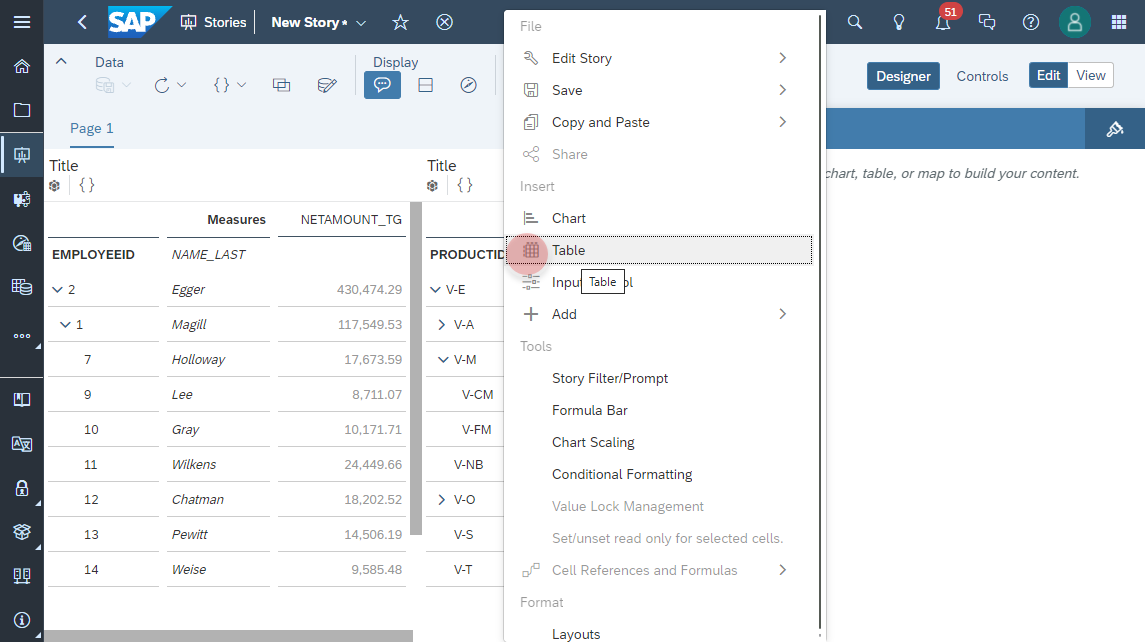 SAP Stories New Story * 51
Data
Display
Designer Controls Edit View
Page 1
chart, table, or map to build your content.
Title
Title
Measures NETAMOUNT_TG
EMPLOYEEID NAME_LAST
PRODUCTID
2 Egger 430,474.29
V-E
1 Magill 117,549.53
V-A
7 Holloway 17,673.59
V-M
9 Lee 8,711.07
V-CM
10 Gray 10,171.71
V-FM
11 Wilkens 24,449.66
V-NB
12 Chatman 18,202.52
V-O
13 Pewitt 14,506.19
V-S
14 Weise 9,585.48
V-T
File
Edit Story
Save
Copy and Paste
Share
Insert
Chart
Table
Table
Add
Tools
Story Filter/Prompt
Formula Bar
Chart Scaling
Conditional Formatting
Value Lock Management
Set/unset read only for selected cells.
Cell References and Formulas
Format
Layouts